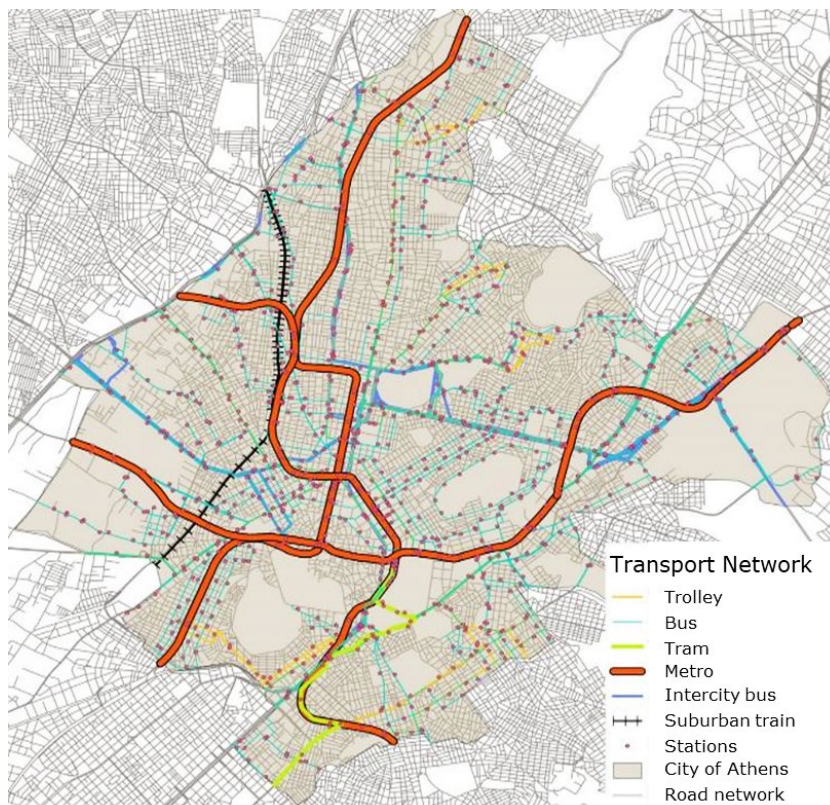 Transport Network
Trolley
Bus
Tram
Metro
Intercity bus
Suburban train
Stations
City of Athens
Road network